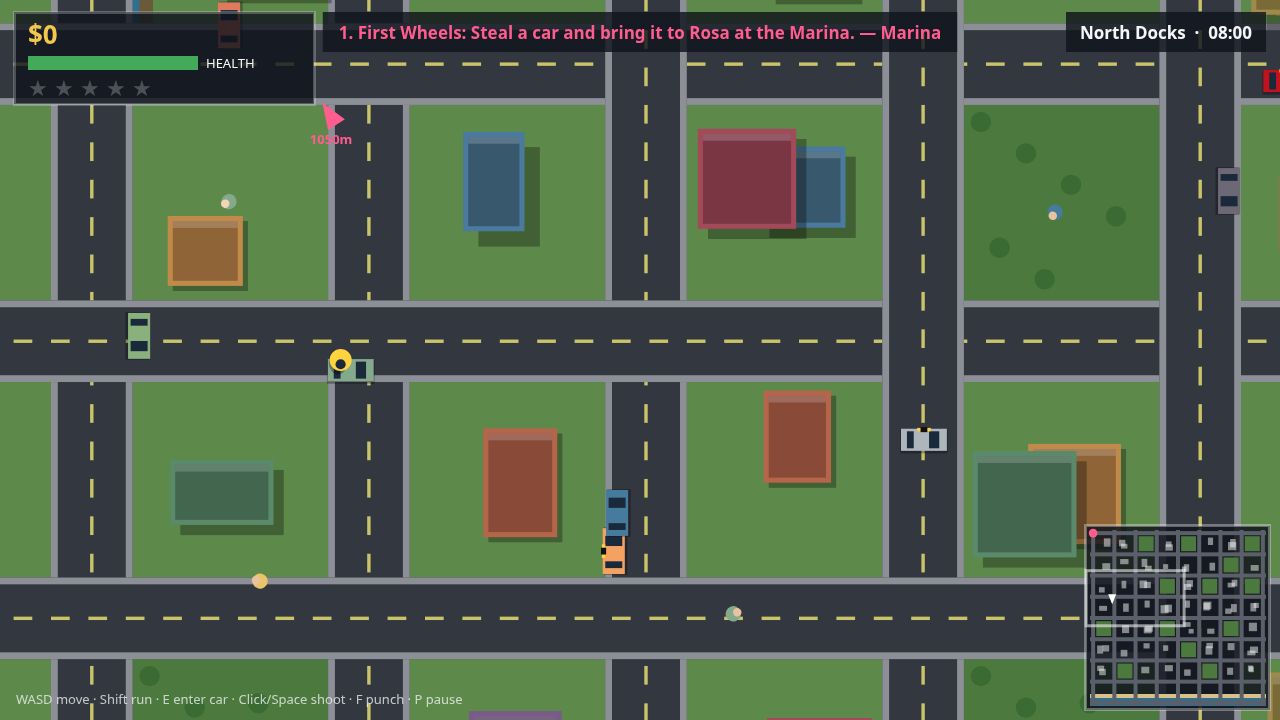 $0
HEALTH
1. First Wheels: Steal a car and bring it to Rosa at the Marina. — Marina
North Docks · 08:00
1050m
WASD move · Shift run · E enter car · Click/Space shoot · F punch · P pause